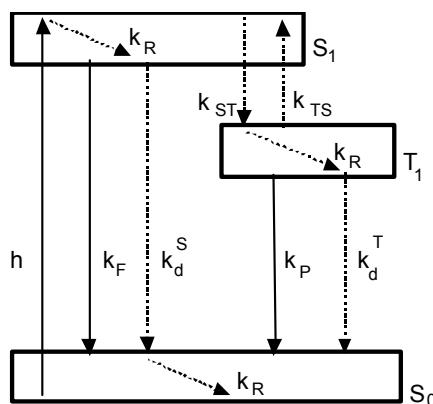 k_R
S_1
k_ST
k_TS
k_R
T_1
h
k_F
k_d^S
k_P
k_d^T
k_R
S_0